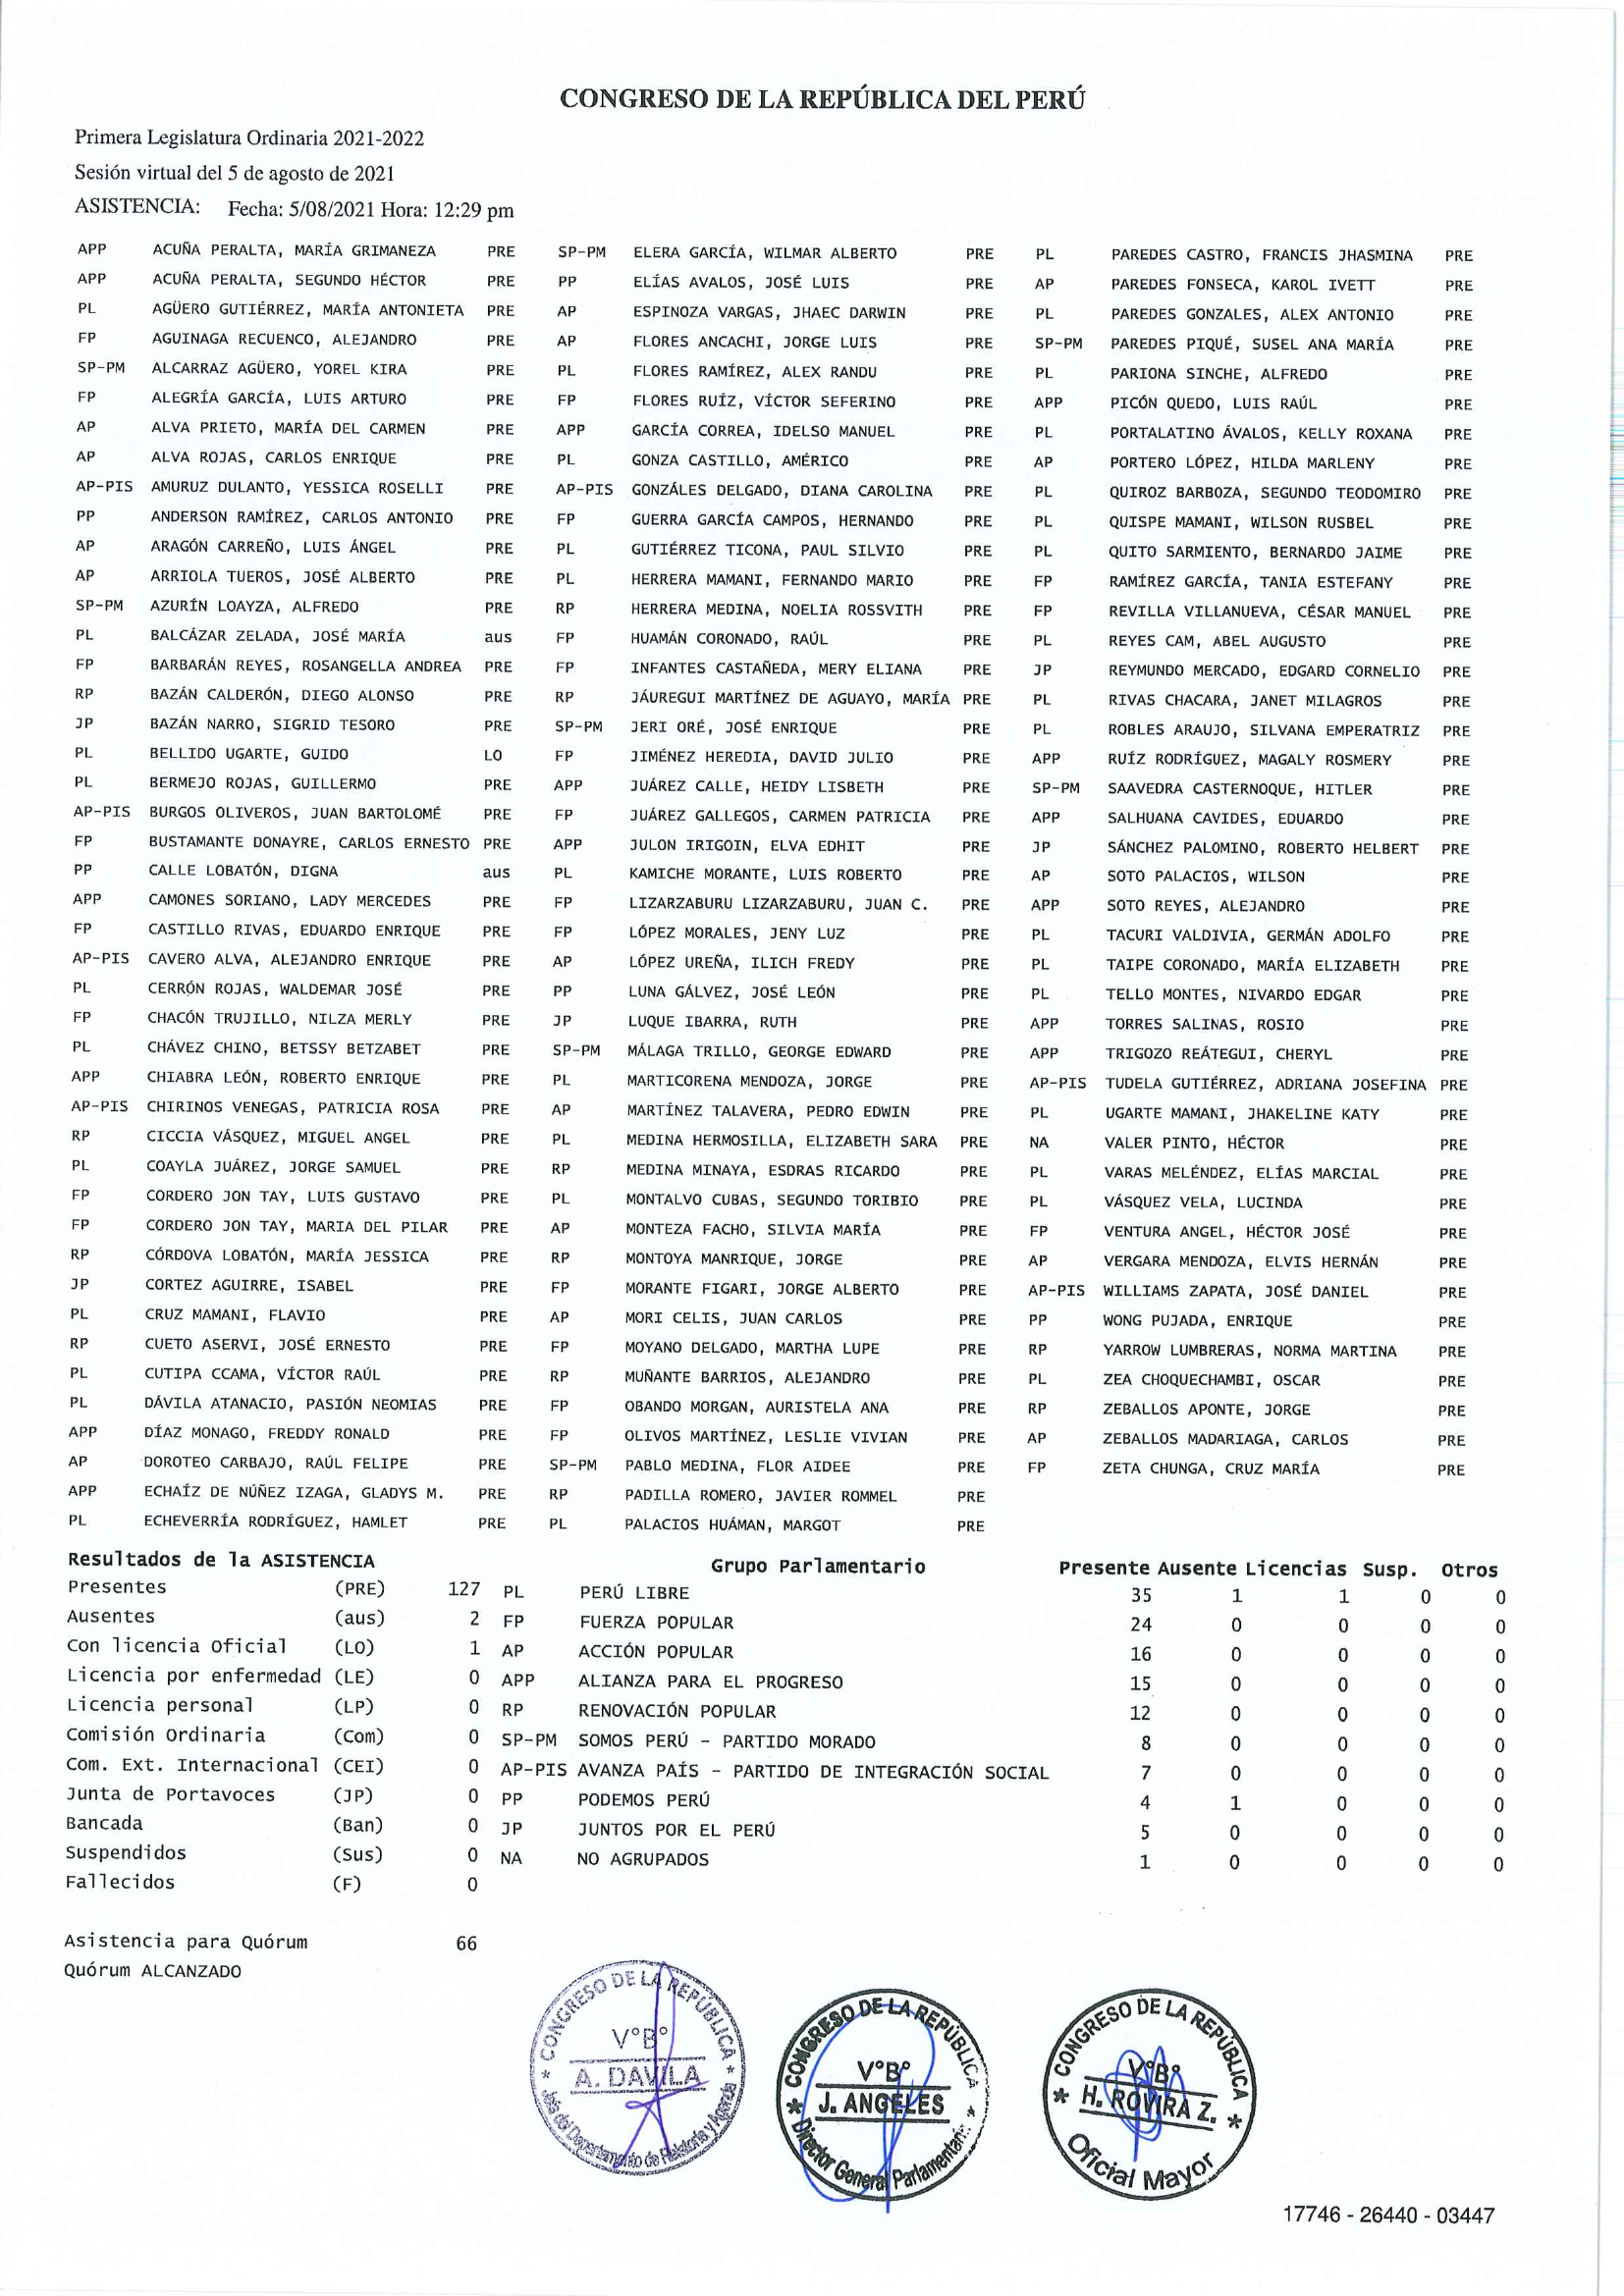 CONGRESO DE LA REPÚBLICA DEL PERÚ
Primera Legislatura Ordinaria 2021-2022
Sesión virtual del 5 de agosto de 2021
ASISTENCIA: Fecha: 5/08/2021 Hora: 12:29 pm
APP ACUÑA PERALTA, MARÍA GRIMANEZA PRE SP-PM ELERA GARCÍA, WILMAR ALBERTO PRE PL PAREDES CASTRO, FRANCIS JHASMINA PRE
APP ACUÑA PERALTA, SEGUNDO HÉCTOR PRE PP ELÍAS AVALOS, JOSÉ LUIS PRE AP PAREDES FONSECA, KAROL IVETT PRE
PL AGÜERO GUTIÉRREZ, MARÍA ANTONIETA PRE AP ESPINOZA VARGAS, JHAEC DARWIN PRE PL PAREDES GONZALES, ALEX ANTONIO PRE
FP AGUINAGA RECUENCO, ALEJANDRO PRE AP FLORES ANCACHI, JORGE LUIS PRE SP-PM PAREDES PIQUÉ, SUSEL ANA MARÍA PRE
SP-PM ALCARRAZ AGÜERO, YOREL KIRA PRE PL FLORES RAMÍREZ, ALEX RANDU PRE PL PARIONA SINCHE, ALFREDO PRE
FP ALEGRÍA GARCÍA, LUIS ARTURO PRE FP FLORES RUÍZ, VÍCTOR SEFERINO PRE APP PICÓN QUEDO, LUIS RAÚL PRE
AP ALVA PRIETO, MARÍA DEL CARMEN PRE APP GARCÍA CORREA, IDELSO MANUEL PRE PL PORTALATINO ÁVALOS, KELLY ROXANA PRE
AP ALVA ROJAS, CARLOS ENRIQUE PRE PL GONZA CASTILLO, AMÉRICO PRE AP PORTERO LÓPEZ, HILDA MARLENY PRE
AP-PIS AMURUZ DULANTO, YESSICA ROSELLI PRE AP-PIS GONZÁLES DELGADO, DIANA CAROLINA PRE PL QUIROZ BARBOZA, SEGUNDO TEODOMIRO PRE
PP ANDERSON RAMÍREZ, CARLOS ANTONIO PRE FP GUERRA GARCÍA CAMPOS, HERNANDO PRE PL QUISPE MAMANI, WILSON RUSBEL PRE
AP ARAGÓN CARREÑO, LUIS ÁNGEL PRE PL GUTIÉRREZ TICONA, PAUL SILVIO PRE PL QUITO SARMIENTO, BERNARDO JAIME PRE
AP ARRIOLA TUEROS, JOSÉ ALBERTO PRE PL HERRERA MAMANI, FERNANDO MARIO PRE FP RAMÍREZ GARCÍA, TANIA ESTEFANY PRE
SP-PM AZURÍN LOAYZA, ALFREDO PRE RP HERRERA MEDINA, NOELIA ROSSVITH PRE FP REVILLA VILLANUEVA, CÉSAR MANUEL PRE
PL BALCÁZAR ZELADA, JOSÉ MARÍA aus FP HUAMÁN CORONADO, RAÚL PRE PL REYES CAM, ABEL AUGUSTO PRE
FP BARBARÁN REYES, ROSANGELLA ANDREA PRE FP INFANTES CASTAÑEDA, MERY ELIANA PRE JP REYMUNDO MERCADO, EDGARD CORNELIO PRE
RP BAZÁN CALDERÓN, DIEGO ALONSO PRE RP JÁUREGUI MARTÍNEZ DE AGUAYO, MARÍA PRE PL RIVAS CHACARA, JANET MILAGROS PRE
JP BAZÁN NARRO, SIGRID TESORO PRE SP-PM JERI ORÉ, JOSÉ ENRIQUE PRE PL ROBLES ARAUJO, SILVANA EMPERATRIZ PRE
PL BELLIDO UGARTE, GUIDO LO FP JIMÉNEZ HEREDIA, DAVID JULIO PRE APP RUÍZ RODRÍGUEZ, MAGALY ROSMERY PRE
PL BERMEJO ROJAS, GUILLERMO PRE APP JUÁREZ CALLE, HEIDY LISBETH PRE SP-PM SAAVEDRA CASTERNOQUE, HITLER PRE
AP-PIS BURGOS OLIVEROS, JUAN BARTOLOMÉ PRE FP JUÁREZ GALLEGOS, CARMEN PATRICIA PRE APP SALHUANA CAVIDES, EDUARDO PRE
FP BUSTAMANTE DONAYRE, CARLOS ERNESTO PRE APP JULON IRIGOIN, ELVA EDHIT PRE JP SÁNCHEZ PALOMINO, ROBERTO HELBERT PRE
PP CALLE LOBATÓN, DIGNA aus PL KAMICHE MORANTE, LUIS ROBERTO PRE AP SOTO PALACIOS, WILSON PRE
APP CAMONES SORIANO, LADY MERCEDES PRE FP LIZARZABURU LIZARZABURU, JUAN C. PRE APP SOTO REYES, ALEJANDRO PRE
FP CASTILLO RIVAS, EDUARDO ENRIQUE PRE FP LÓPEZ MORALES, JENY LUZ PRE PL TACURI VALDIVIA, GERMÁN ADOLFO PRE
AP-PIS CAVERO ALVA, ALEJANDRO ENRIQUE PRE AP LÓPEZ UREÑA, ILICH FREDY PRE PL TAIPE CORONADO, MARÍA ELIZABETH PRE
PL CERRÓN ROJAS, WALDEMAR JOSÉ PRE PP LUNA GÁLVEZ, JOSÉ LEÓN PRE PL TELLO MONTES, NIVARDO EDGAR PRE
FP CHACÓN TRUJILLO, NILZA MERLY PRE JP LUQUE IBARRA, RUTH PRE APP TORRES SALINAS, ROSIO PRE
PL CHÁVEZ CHINO, BETSSY BETZABET PRE SP-PM MÁLAGA TRILLO, GEORGE EDWARD PRE APP TRIGOZO REÁTEGUI, CHERYL PRE
APP CHIABRA LEÓN, ROBERTO ENRIQUE PRE PL MARTICORENA MENDOZA, JORGE PRE AP-PIS TUDELA GUTIÉRREZ, ADRIANA JOSEFINA PRE
AP-PIS CHIRINOS VENEGAS, PATRICIA ROSA PRE AP MARTÍNEZ TALAVERA, PEDRO EDWIN PRE PL UGARTE MAMANI, JHAKELINE KATY PRE
RP CICCIA VÁSQUEZ, MIGUEL ANGEL PRE PL MEDINA HERMOSILLA, ELIZABETH SARA PRE NA VALER PINTO, HÉCTOR PRE
PL COAYLA JUÁREZ, JORGE SAMUEL PRE RP MEDINA MINAYA, ESDRAS RICARDO PRE PL VARAS MELÉNDEZ, ELÍAS MARCIAL PRE
FP CORDERO JON TAY, LUIS GUSTAVO PRE PL MONTALVO CUBAS, SEGUNDO TORIBIO PRE PL VÁSQUEZ VELA, LUCINDA PRE
FP CORDERO JON TAY, MARIA DEL PILAR PRE AP MONTEZA FACHO, SILVIA MARÍA PRE FP VENTURA ANGEL, HÉCTOR JOSÉ PRE
RP CÓRDOVA LOBATÓN, MARÍA JESSICA PRE RP MONTOYA MANRIQUE, JORGE PRE AP VERGARA MENDOZA, ELVIS HERNÁN PRE
JP CORTEZ AGUIRRE, ISABEL PRE FP MORANTE FIGARI, JORGE ALBERTO PRE AP-PIS WILLIAMS ZAPATA, JOSÉ DANIEL PRE
PL CRUZ MAMANI, FLAVIO PRE AP MORI CELIS, JUAN CARLOS PRE PP WONG PUJADA, ENRIQUE PRE
RP CUETO ASERVI, JOSÉ ERNESTO PRE FP MOYANO DELGADO, MARTHA LUPE PRE RP YARROW LUMBRERAS, NORMA MARTINA PRE
PL CUTIPA CCAMA, VÍCTOR RAÚL PRE RP MUÑANTE BARRIOS, ALEJANDRO PRE PL ZEA CHOQUECHAMBI, OSCAR PRE
PL DÁVILA ATANACIO, PASIÓN NEOMIAS PRE FP OBANDO MORGAN, AURISTELA ANA PRE RP ZEBALLOS APONTE, JORGE PRE
APP DÍAZ MONAGO, FREDDY RONALD PRE FP OLIVOS MARTÍNEZ, LESLIE VIVIAN PRE AP ZEBALLOS MADARIAGA, CARLOS PRE
AP DOROTEO CARBAJO, RAÚL FELIPE PRE SP-PM PABLO MEDINA, FLOR AIDEE PRE FP ZETA CHUNGA, CRUZ MARÍA PRE
APP ECHAÍZ DE NÚÑEZ IZAGA, GLADYS M. PRE RP PADILLA ROMERO, JAVIER ROMMEL PRE
PL ECHEVERRÍA RODRÍGUEZ, HAMLET PRE PL PALACIOS HUÁMAN, MARGOT PRE
Resultados de la ASISTENCIA Grupo Parlamentario Presente Ausente Licencias Susp. Otros
Presentes (PRE) 127 PL PERÚ LIBRE 35 1 1 0 0
Ausentes (aus) 2 FP FUERZA POPULAR 24 0 0 0 0
Con licencia Oficial (LO) 1 AP ACCIÓN POPULAR 16 0 0 0 0
Licencia por enfermedad (LE) 0 APP ALIANZA PARA EL PROGRESO 15 0 0 0 0
Licencia personal (LP) 0 RP RENOVACIÓN POPULAR 12 0 0 0 0
Comisión Ordinaria (Com) 0 SP-PM SOMOS PERÚ - PARTIDO MORADO 8 0 0 0 0
Com. Ext. Internacional (CEI) 0 AP-PIS AVANZA PAÍS - PARTIDO DE INTEGRACIÓN SOCIAL 7 0 0 0 0
Junta de Portavoces (JP) 0 PP PODEMOS PERÚ 4 1 0 0 0
Bancada (Ban) 0 JP JUNTOS POR EL PERÚ 5 0 0 0 0
Suspendidos (Sus) 0 NA NO AGRUPADOS 1 0 0 0 0
Fallecidos (F) 0
Asistencia para Quórum 66
Quórum ALCANZADO
CONGRESO DE LA REPÚBLICA
V°B°
A. DAVILA
Jefe del Departamento de Relatoría y Agenda
CONGRESO DE LA REPÚBLICA
V°B°
J. ANGELES
Director General Parlamentario
CONGRESO DE LA REPÚBLICA
V°B°
H. ROVIRA Z.
Oficial Mayor
17746 - 26440 - 03447